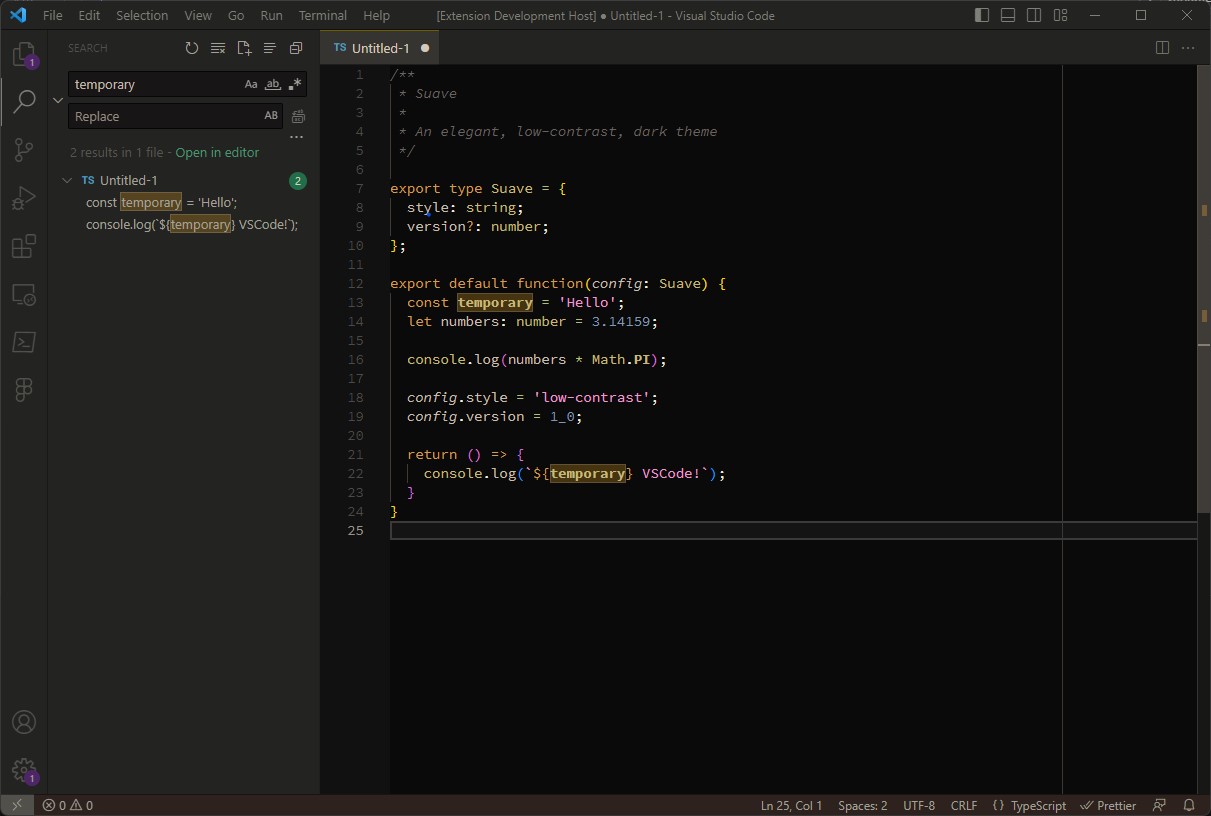 File Edit Selection View Go Run Terminal Help [Extension Development Host] ● Untitled-1 - Visual Studio Code
SEARCH
TS Untitled-1 ●
1
temporary Aa ab .*
Replace AB
2 results in 1 file - Open in editor
TS Untitled-1 2
const temporary = 'Hello';
console.log(`${temporary} VSCode!`);
1 /**
2 * Suave
3 *
4 * An elegant, low-contrast, dark theme
5 */
6
7 export type Suave = {
8 style: string;
9 version?: number;
10 };
11
12 export default function(config: Suave) {
13 const temporary = 'Hello';
14 let numbers: number = 3.14159;
15
16 console.log(numbers * Math.PI);
17
18 config.style = 'low-contrast';
19 config.version = 1_0;
20
21 return () => {
22 console.log(`${temporary} VSCode!`);
23 }
24 }
25
1
0 0 Ln 25, Col 1 Spaces: 2 UTF-8 CRLF {} TypeScript Prettier